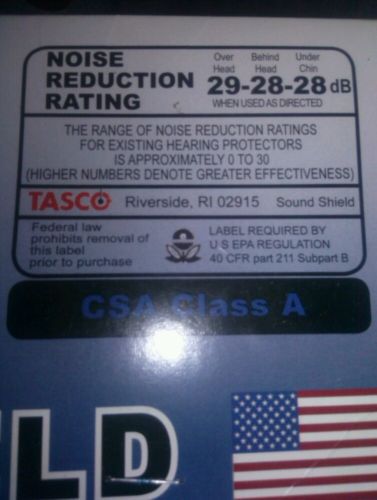 NOISE REDUCTION RATING
Over Head Behind Head Under Chin
29-28-28 dB
WHEN USED AS DIRECTED
THE RANGE OF NOISE REDUCTION RATINGS
FOR EXISTING HEARING PROTECTORS
IS APPROXIMATELY 0 TO 30
(HIGHER NUMBERS DENOTE GREATER EFFECTIVENESS)
TASCO Riverside, RI 02915 Sound Shield
Federal law
prohibits removal of
this label
prior to purchase
LABEL REQUIRED BY
U S EPA REGULATION
40 CFR part 211 Subpart B
CSA Class A
ELD